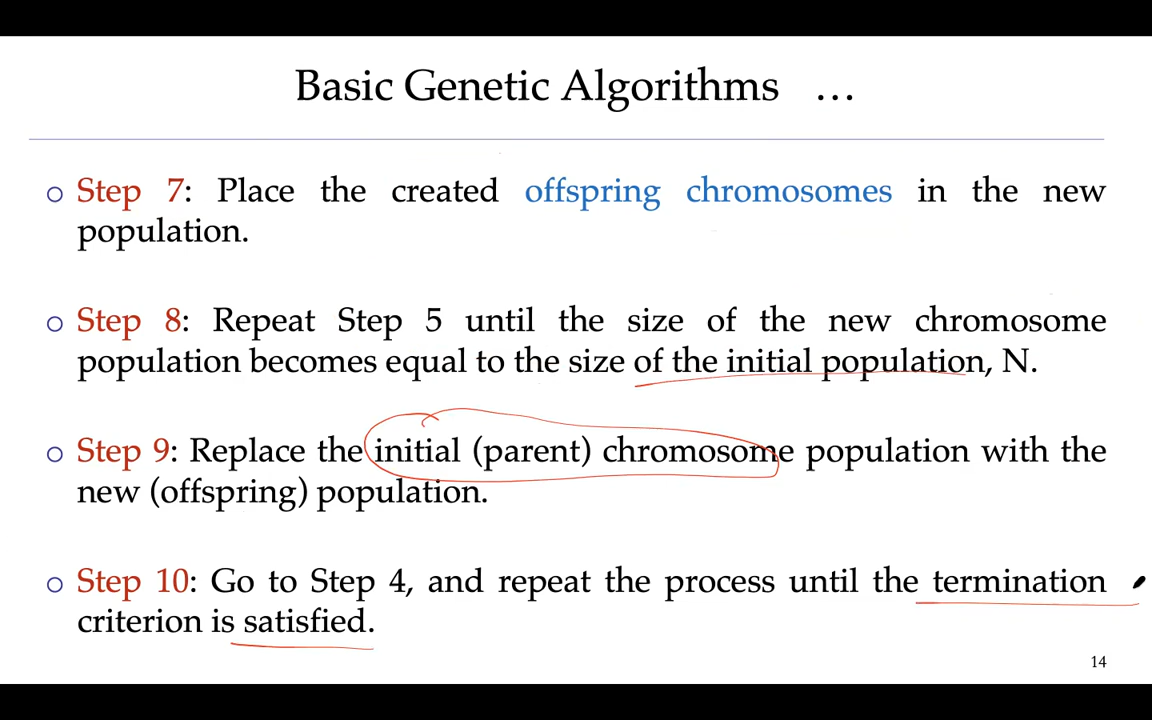 Basic Genetic Algorithms ...
Step 7: Place the created offspring chromosomes in the new
population.
Step 8: Repeat Step 5 until the size of the new chromosome
population becomes equal to the size of the initial population, N.
Step 9: Replace the initial (parent) chromosome population with the
new (offspring) population.
Step 10: Go to Step 4, and repeat the process until the termination
criterion is satisfied.
14